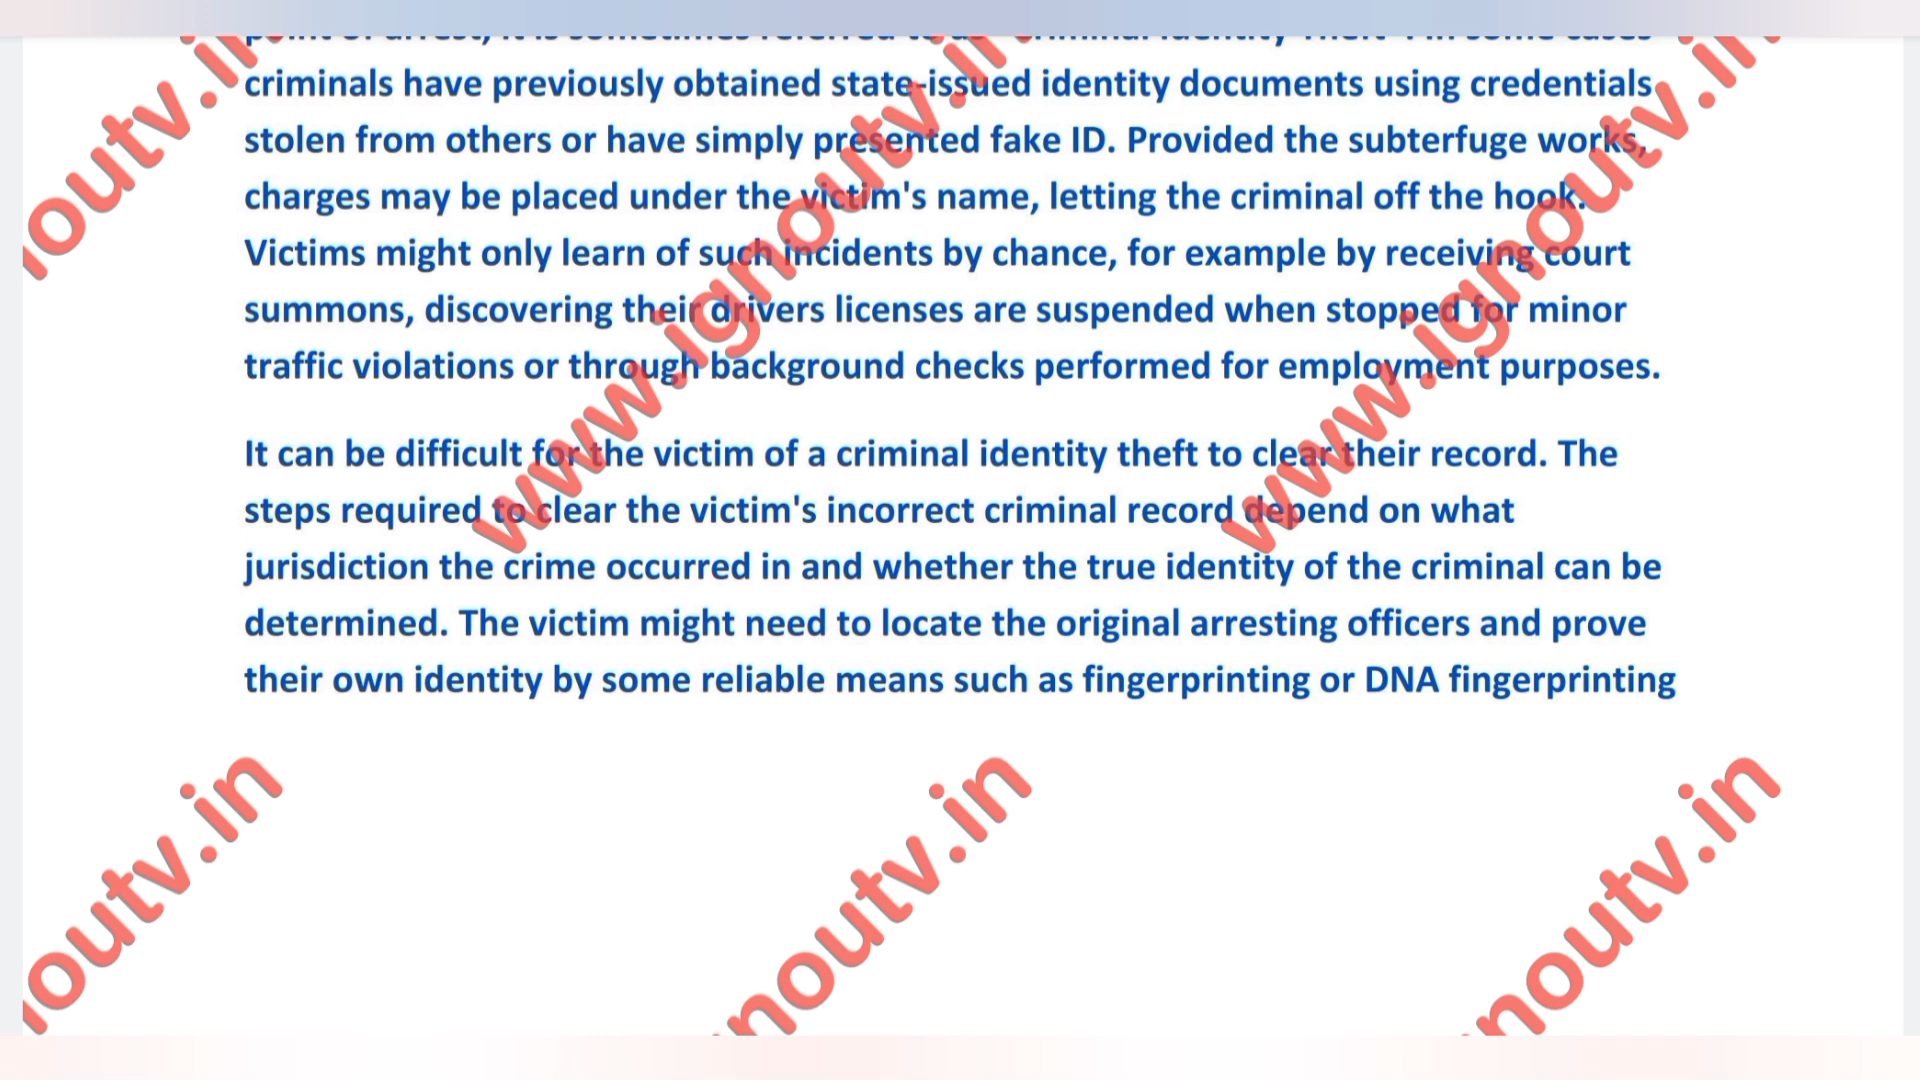 criminals have previously obtained state-issued identity documents using credentials
stolen from others or have simply presented fake ID. Provided the subterfuge works,
charges may be placed under the victim's name, letting the criminal off the hook.
Victims might only learn of such incidents by chance, for example by receiving court
summons, discovering their drivers licenses are suspended when stopped for minor
traffic violations or through background checks performed for employment purposes.
It can be difficult for the victim of a criminal identity theft to clear their record. The
steps required to clear the victim's incorrect criminal record depend on what
jurisdiction the crime occurred in and whether the true identity of the criminal can be
determined. The victim might need to locate the original arresting officers and prove
their own identity by some reliable means such as fingerprinting or DNA fingerprinting
www.ignoutv.in
www.ignoutv.in
noutv.in
noutv.in
noutv.in
noutv.in